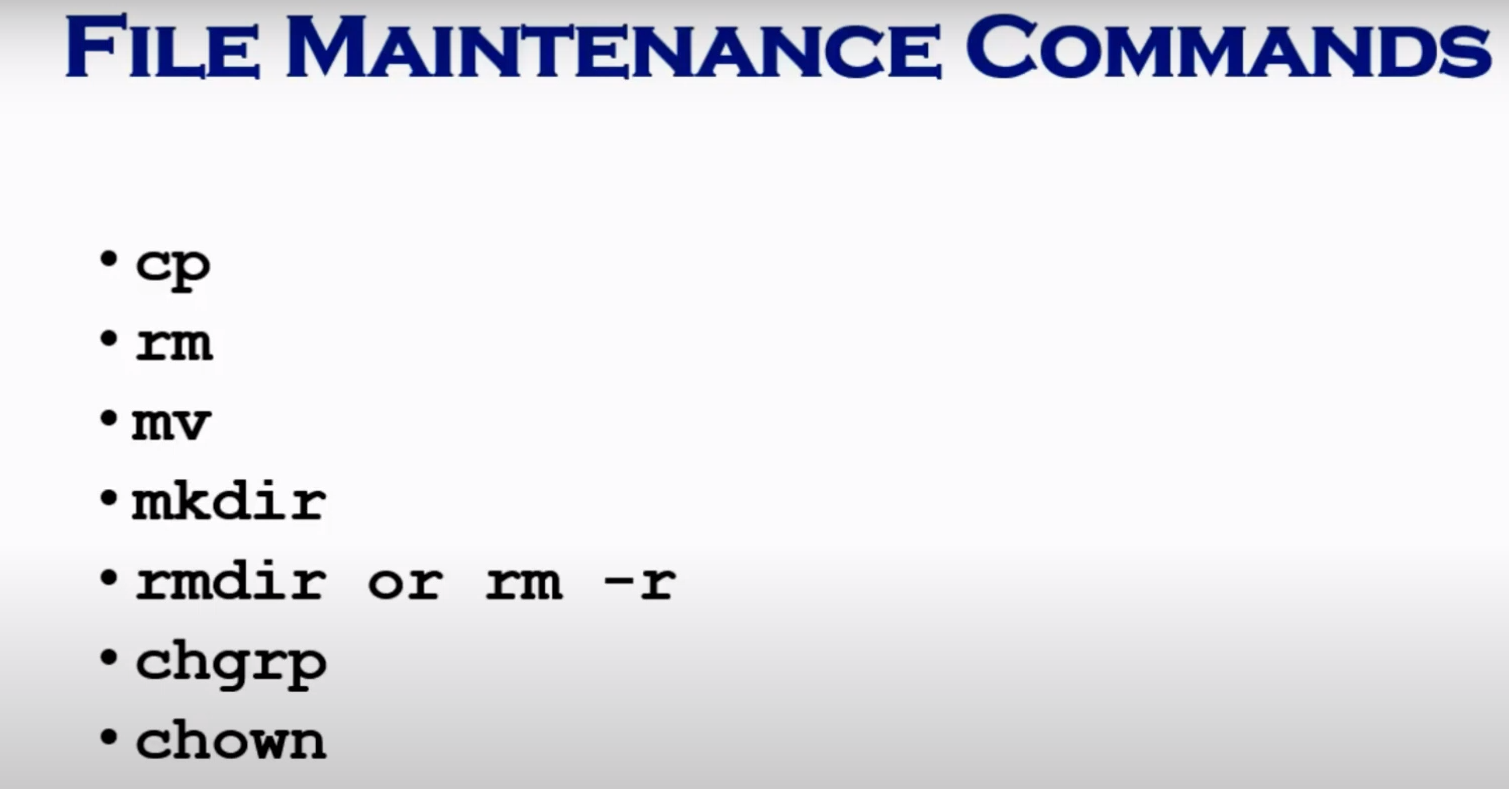 FILE MAINTENANCE COMMANDS
• cp
• rm
• mv
• mkdir
• rmdir or rm -r
• chgrp
• chown